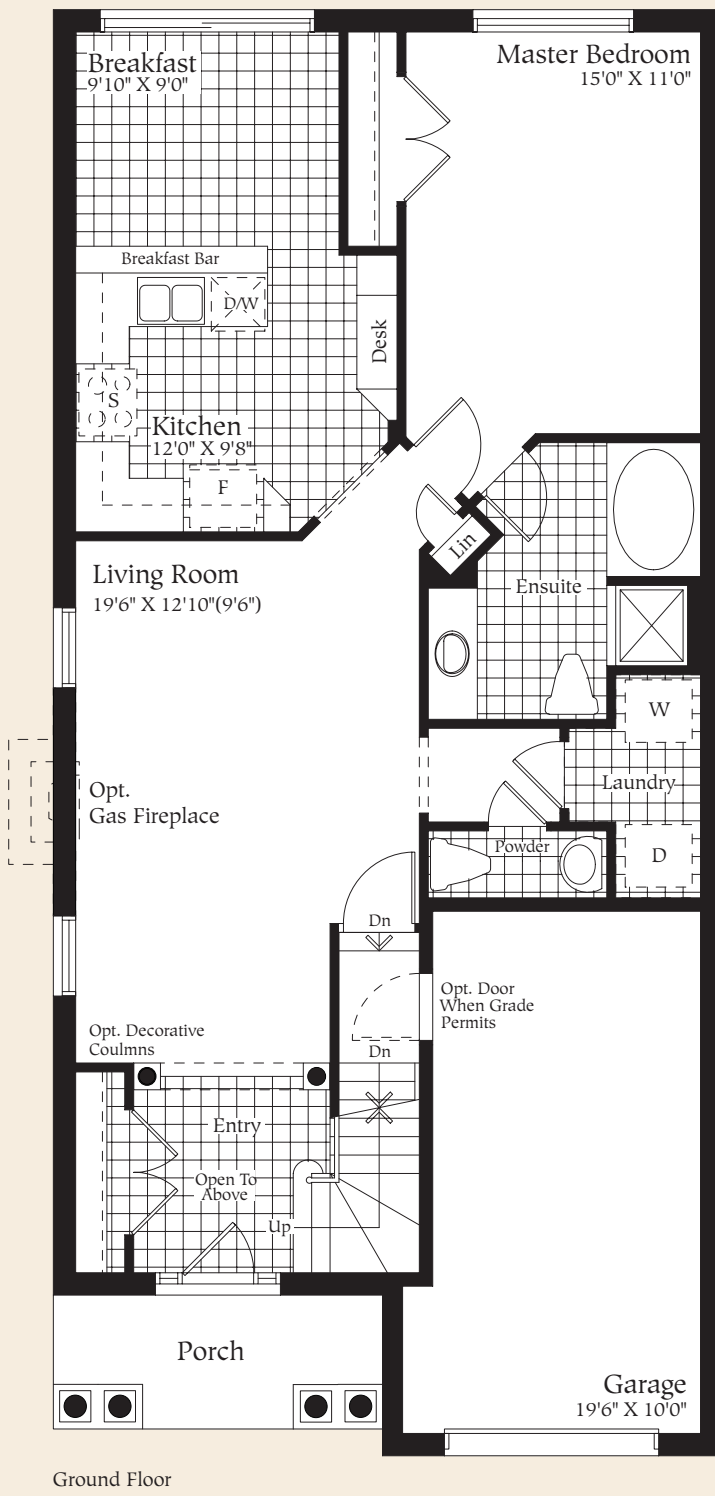 Breakfast
9'10" X 9'0"
Master Bedroom
15'0" X 11'0"
Breakfast Bar
D/W
Desk
S
Kitchen
12'0" X 9'8"
F
Lin
Living Room
19'6" X 12'10"(9'6")
Ensuite
W
Opt.
Gas Fireplace
Laundry
Powder
D
Dn
Opt. Door
When Grade
Permits
Opt. Decorative
Coulmns
Dn
Entry
Open To
Above
Up
Porch
Garage
19'6" X 10'0"
Ground Floor